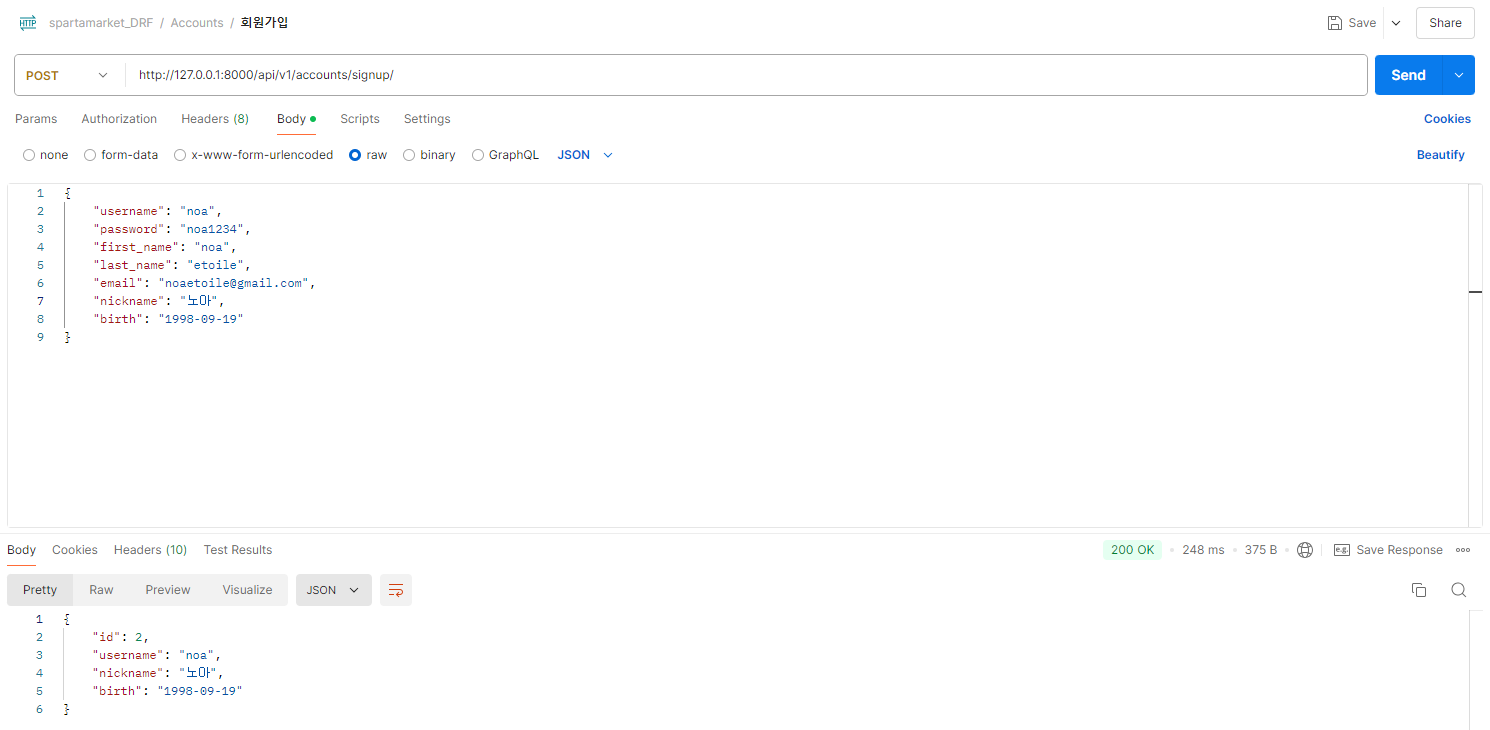 HTTP spartamarket_DRF / Accounts / 회원가입 Save Share
POST http://127.0.0.1:8000/api/v1/accounts/signup/ Send
Params Authorization Headers (8) Body Scripts Settings Cookies
none form-data x-www-form-urlencoded raw binary GraphQL JSON Beautify
1 {
2 "username": "noa",
3 "password": "noa1234",
4 "first_name": "noa",
5 "last_name": "etoile",
6 "email": "noaetoile@gmail.com",
7 "nickname": "노아",
8 "birth": "1998-09-19"
9 }
Body Cookies Headers (10) Test Results 200 OK 248 ms 375 B e.g. Save Response
Pretty Raw Preview Visualize JSON
1 {
2 "id": 2,
3 "username": "noa",
4 "nickname": "노아",
5 "birth": "1998-09-19"
6 }